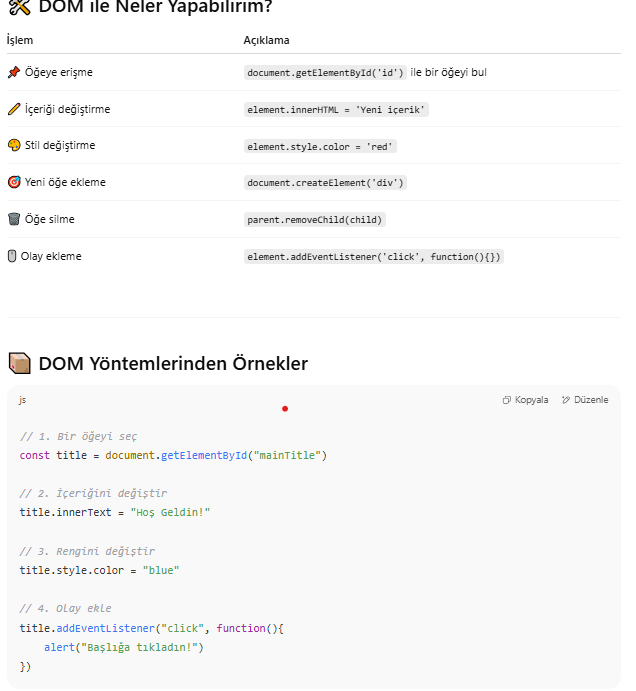 DOM ile Neler Yapabilirim?
İşlem Açıklama
Öğeye erişme document.getElementById('id') ile bir öğeyi bul
İçeriği değiştirme element.innerHTML = 'Yeni içerik'
Stil değiştirme element.style.color = 'red'
Yeni öğe ekleme document.createElement('div')
Öğe silme parent.removeChild(child)
Olay ekleme element.addEventListener('click', function(){})
DOM Yöntemlerinden Örnekler
js Kopyala Düzenle
// 1. Bir öğeyi seç
const title = document.getElementById("mainTitle")
// 2. İçeriğini değiştir
title.innerText = "Hoş Geldin!"
// 3. Rengini değiştir
title.style.color = "blue"
// 4. Olay ekle
title.addEventListener("click", function(){
    alert("Başlığa tıkladın!")
})